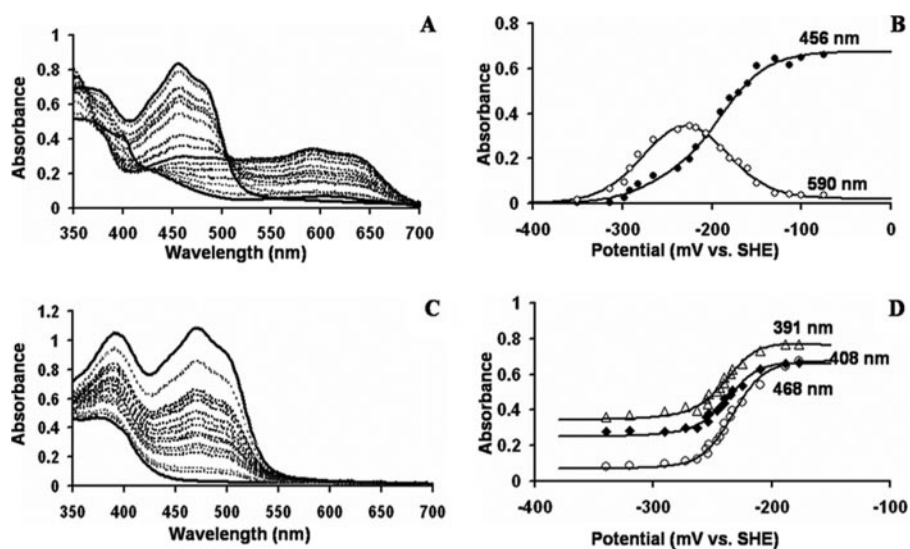 A
1
0.8
0.6
0.4
0.2
0
350 400 450 500 550 600 650 700
Absorbance
Wavelength (nm)
B
0.8
0.6
0.4
0.2
0
-400 -300 -200 -100 0
Absorbance
Potential (mV vs. SHE)
456 nm
590 nm
C
1.2
1
0.8
0.6
0.4
0.2
0
350 400 450 500 550 600 650 700
Absorbance
Wavelength (nm)
D
1
0.8
0.6
0.4
0.2
0
-400 -300 -200 -100
Absorbance
Potential (mV vs. SHE)
391 nm
408 nm
468 nm